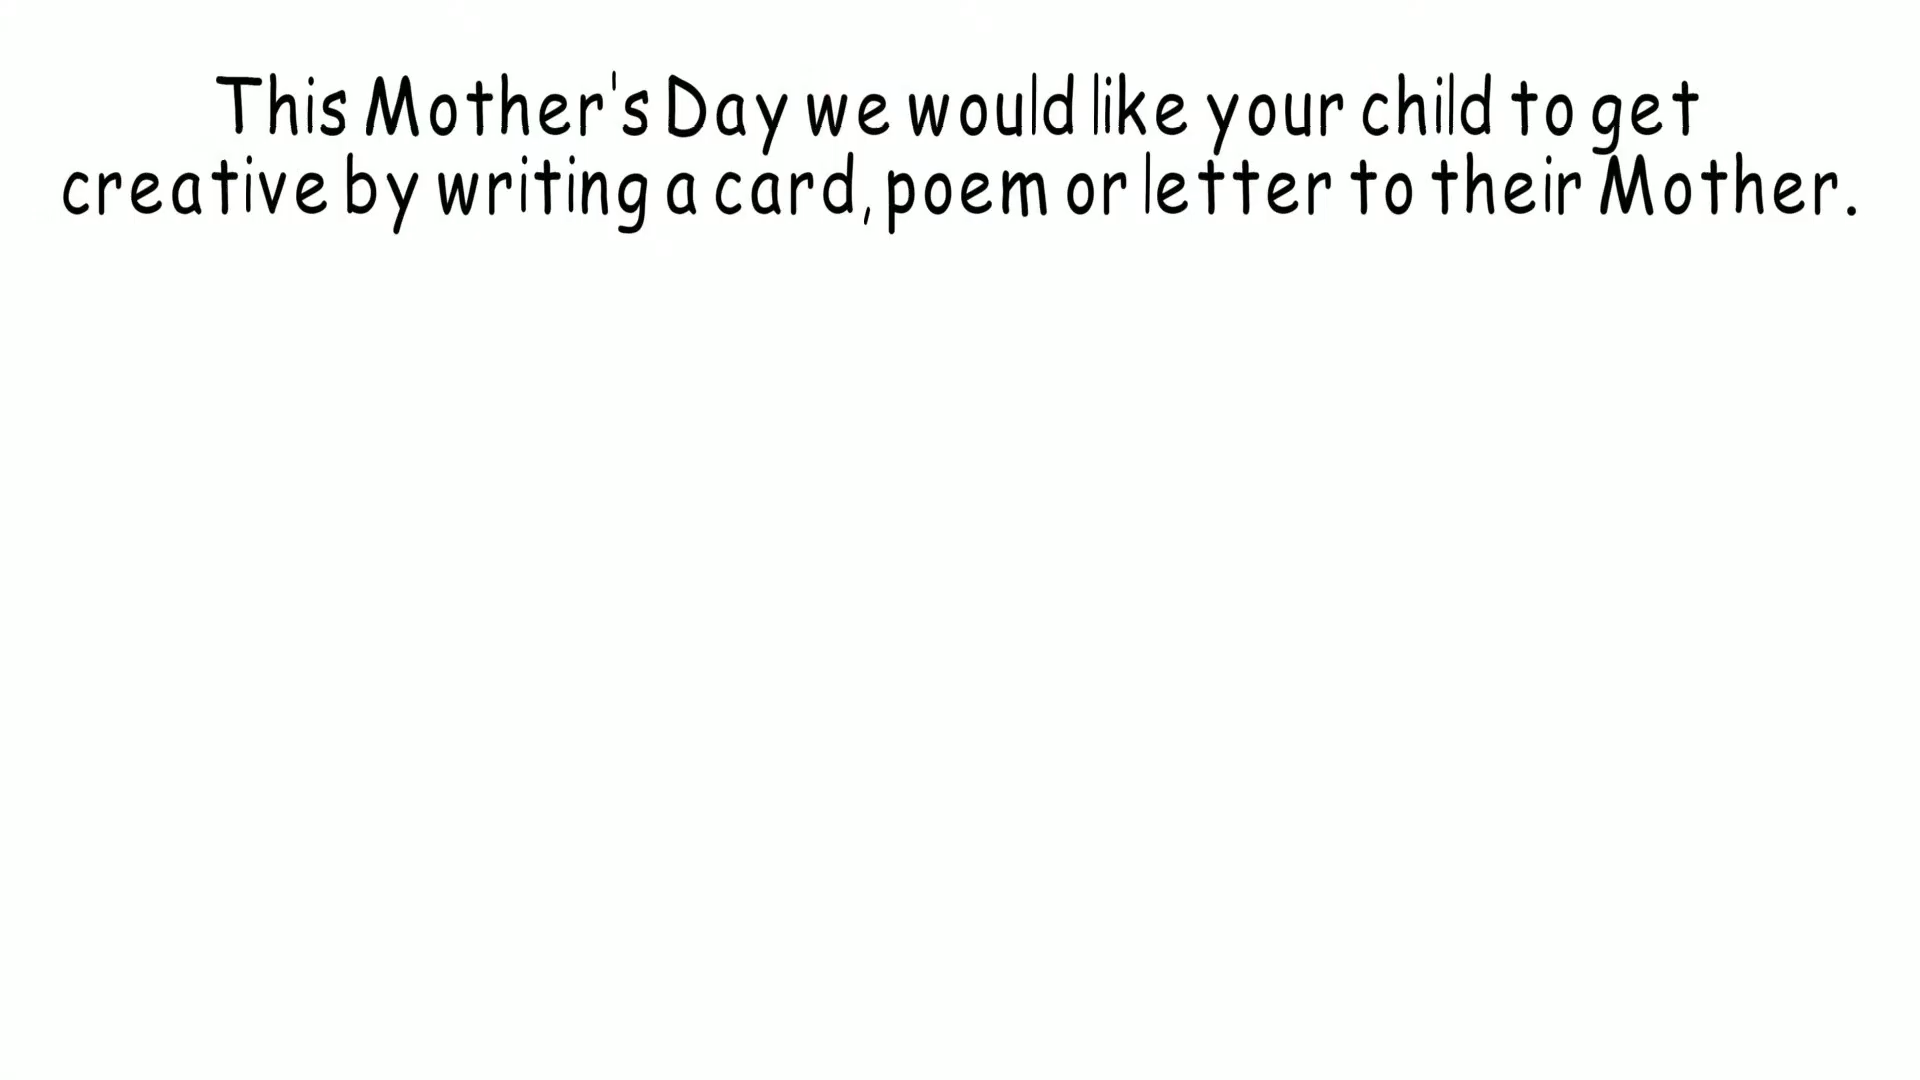 This Mother's Day we would like your child to get
creative by writing a card, poem or letter to their Mother.